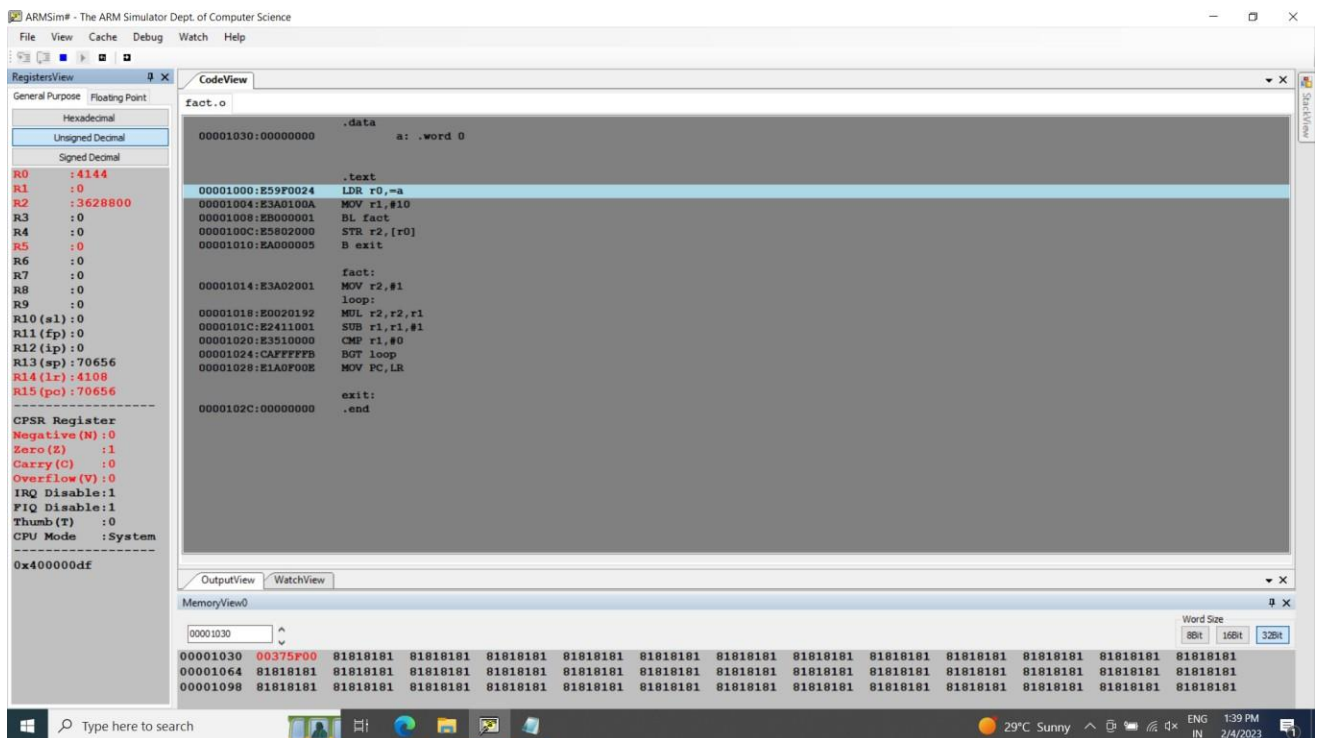 ARMSim# - The ARM Simulator Dept. of Computer Science
File View Cache Debug Watch Help
RegistersView
General Purpose Floating Point
Hexadecimal
Unsigned Decimal
Signed Decimal
R0 :4144
R1 :0
R2 :3628800
R3 :0
R4 :0
R5 :0
R6 :0
R7 :0
R8 :0
R9 :0
R10(sl):0
R11(fp):0
R12(ip):0
R13(sp):70656
R14(lr):4108
R15(pc):70656
------------------
CPSR Register
Negative(N):0
Zero(Z) :1
Carry(C) :0
Overflow(V):0
IRQ Disable:1
FIQ Disable:1
Thumb(T) :0
CPU Mode :System
------------------
0x400000df
CodeView
fact.o
.data
00001030:00000000 a: .word 0
.text
00001000:E59F0024 LDR r0,=a
00001004:E3A0100A MOV r1,#10
00001008:EB000001 BL fact
0000100C:E5802000 STR r2,[r0]
00001010:EA000005 B exit
fact:
00001014:E3A02001 MOV r2,#1
loop:
00001018:E0020192 MUL r2,r2,r1
0000101C:E2411001 SUB r1,r1,#1
00001020:E3510000 CMP r1,#0
00001024:CAFFFFFB BGT loop
00001028:E1A0F00E MOV PC,LR
exit:
0000102C:00000000 .end
StackView
OutputView WatchView
MemoryView0
00001030
Word Size
8Bit 16Bit 32Bit
00001030 00375F00 81818181 81818181 81818181 81818181 81818181 81818181 81818181 81818181 81818181 81818181 81818181 81818181
00001064 81818181 81818181 81818181 81818181 81818181 81818181 81818181 81818181 81818181 81818181 81818181 81818181 81818181
00001098 81818181 81818181 81818181 81818181 81818181 81818181 81818181 81818181 81818181 81818181 81818181 81818181 81818181
Type here to search
29°C Sunny
ENG
IN
1:39 PM
2/4/2023
1